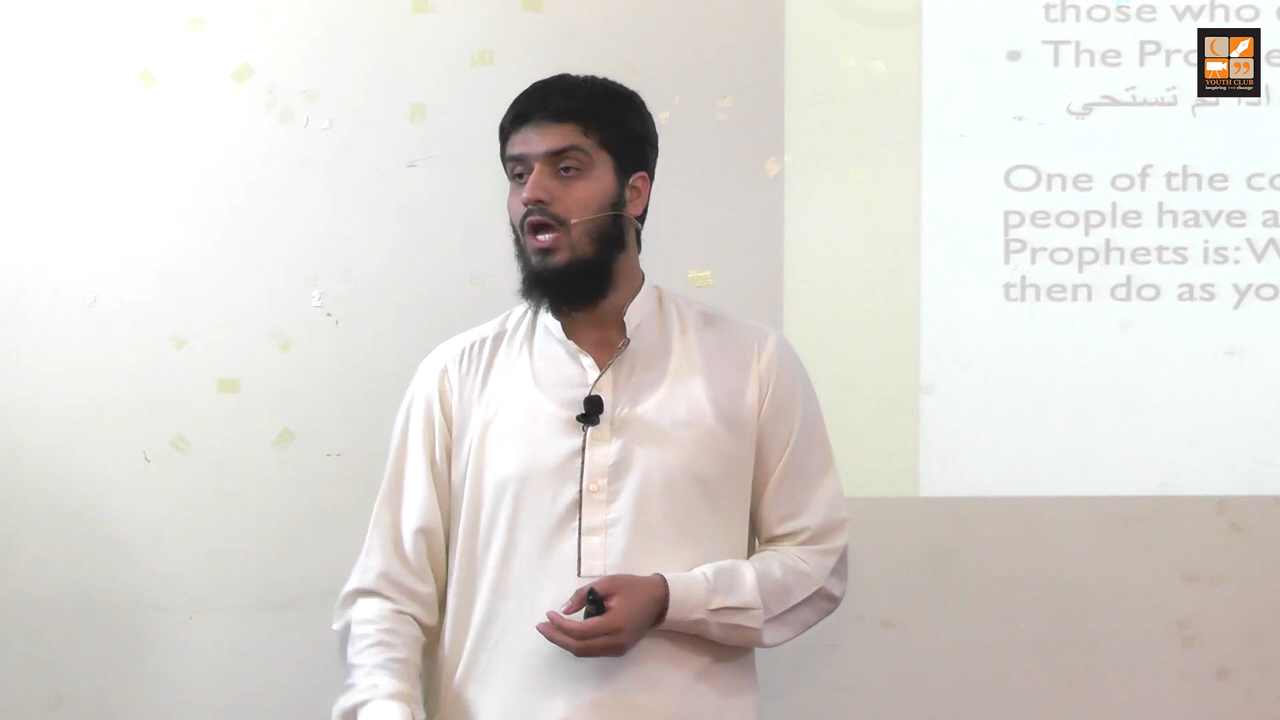 those who
• The Pro
اذا لم تستحي
One of the co
people have a
Prophets is: W
then do as yo
YOUTH CLUB